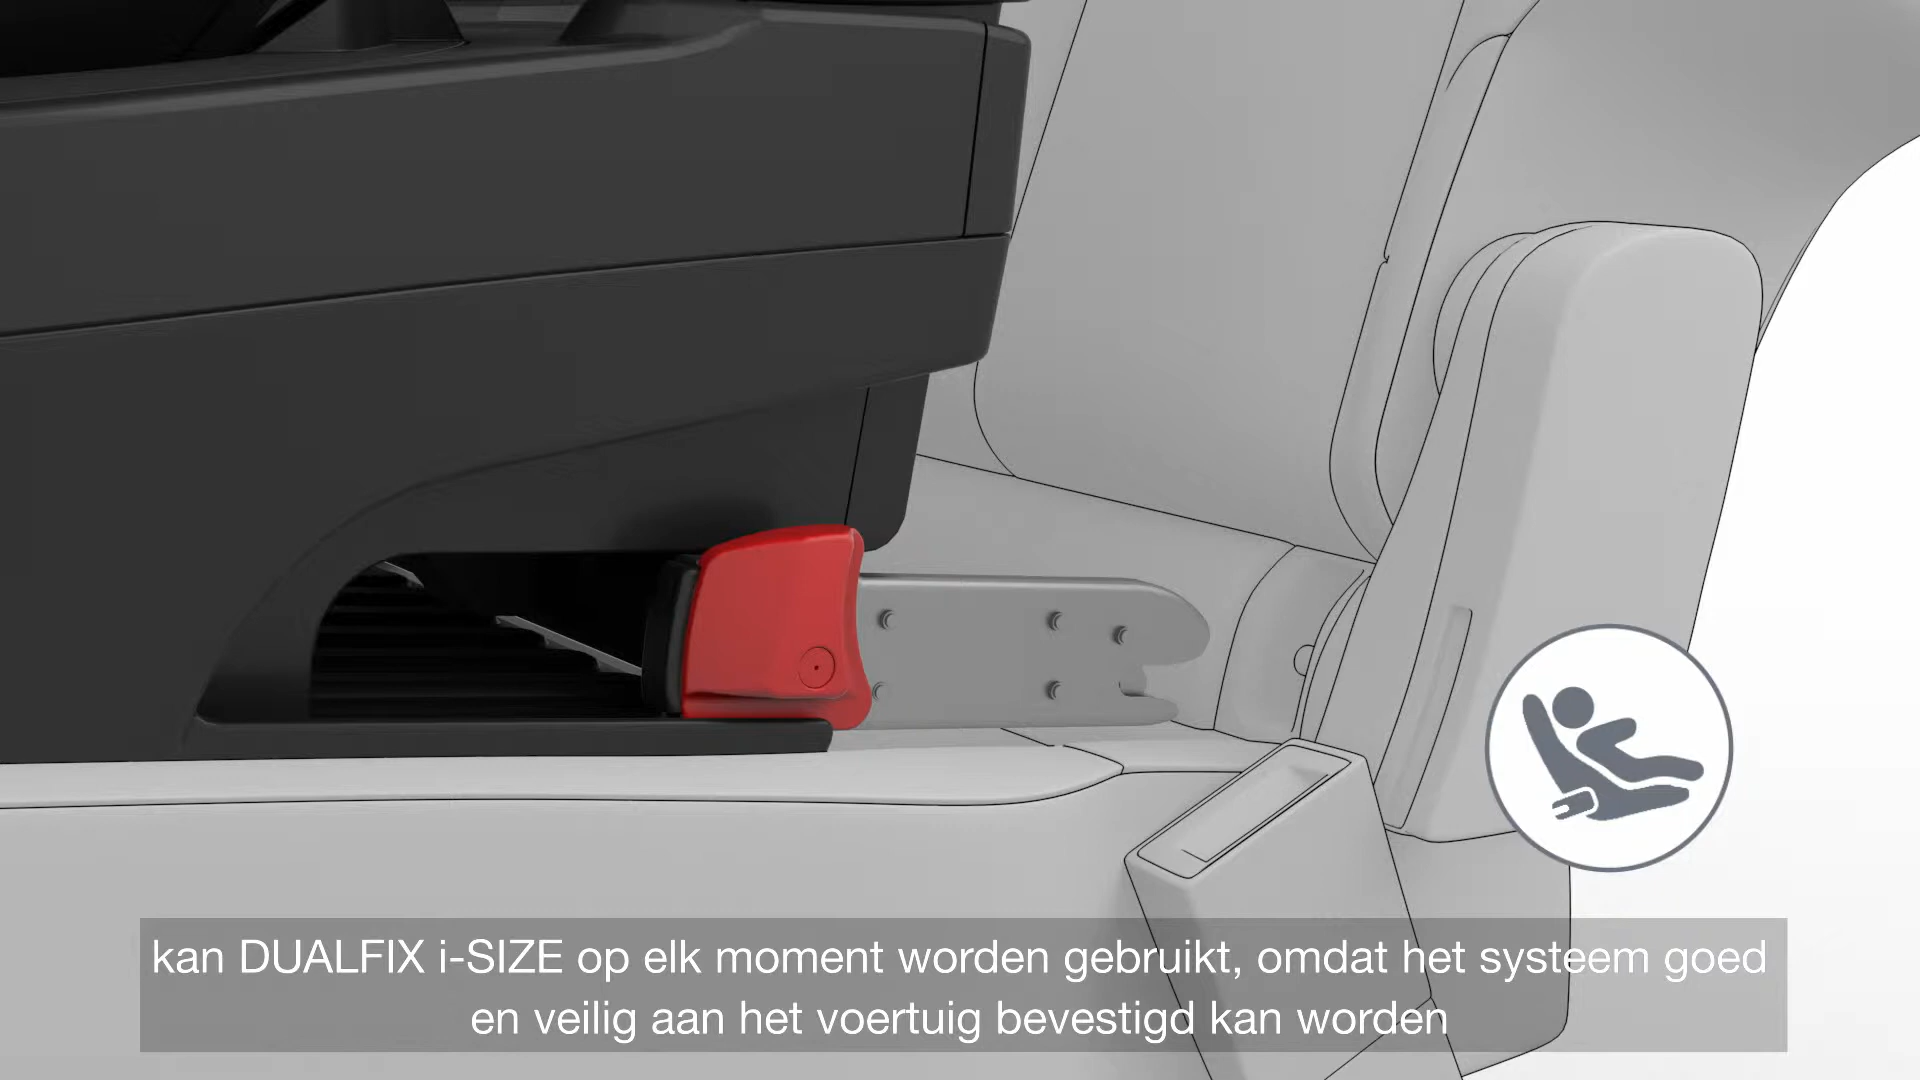 kan DUALFIX i-SIZE op elk moment worden gebruikt, omdat het systeem goed
en veilig aan het voertuig bevestigd kan worden